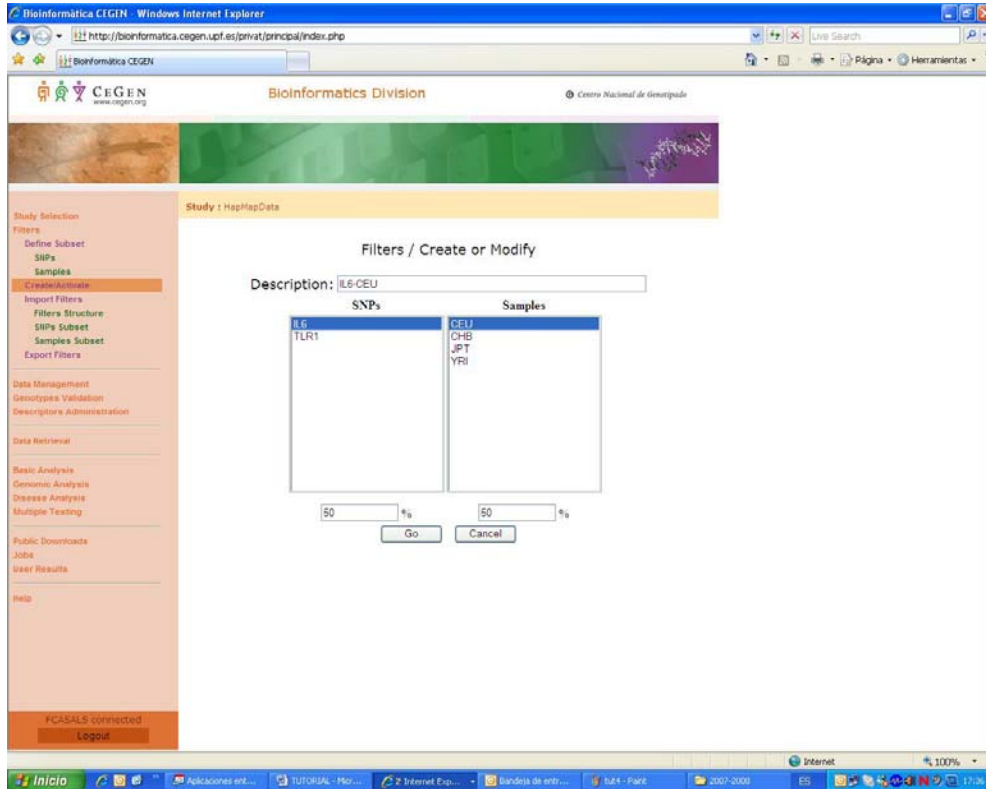 Bioinformàtica CEGEN - Windows Internet Explorer
http://bioinformatica.cegen.upf.es/privat/principal/index.php
Live Search
Bioinformàtica CEGEN
Página
Herramientas
CEGEN
www.cegen.org
Bioinformatics Division
Centro Nacional de Genotipado
Study : HapMapData
Study Selection
Filters
Define Subset
SNPs
Samples
Create/Activate
Import Filters
Filters Structure
SNPs Subset
Samples Subset
Export Filters
Data Management
Genotypes Validation
Descriptors Administration
Data Retrieval
Basic Analysis
Genomic Analysis
Disease Analysis
Multiple Testing
Public Downloads
Jobs
User Results
Help
FCASALS connected
Logout
Filters / Create or Modify
Description: IL6-CEU
SNPs Samples
IL6 CEU
TLR1 CHB
JPT
YRI
50 % 50 %
Go Cancel
Internet 100%
Inicio
Aplicaciones ent...
TUTORIAL - Micr...
2 Internet Exp...
Bandeja de entr...
tut4 - Paint
2007-2008
ES
17:36